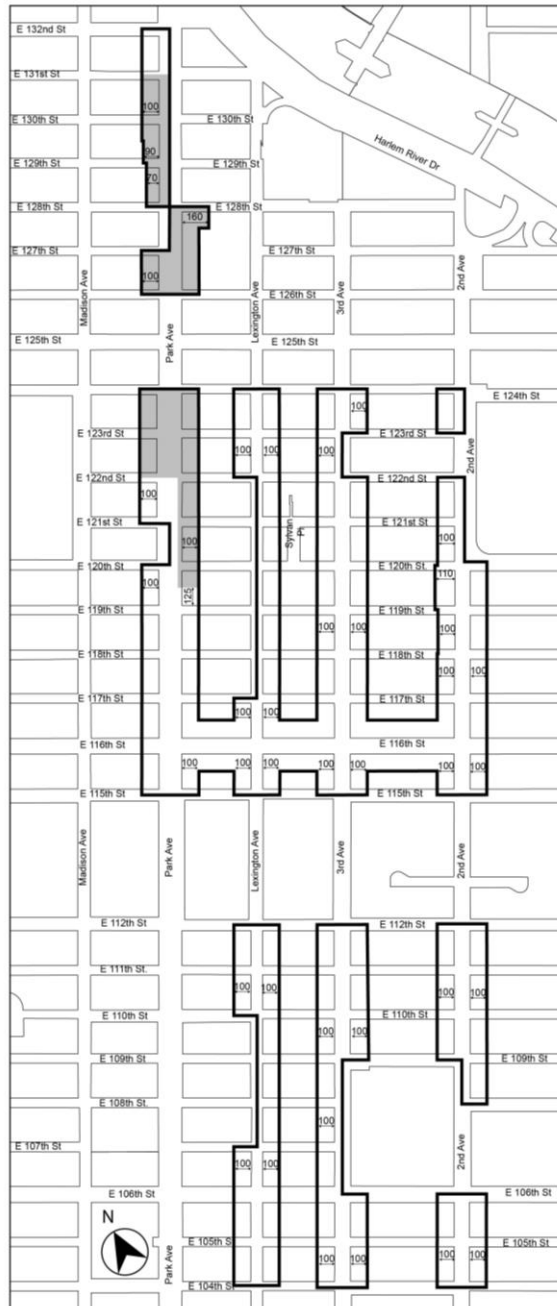 E 132nd St
E 131st St
100
E 130th St
E 130th St
90
E 129th St
E 129th St
70
E 128th St
E 128th St
160
E 127th St
E 127th St
100
E 126th St
Harlem River Dr
Madison Ave
Park Ave
Lexington Ave
3rd Ave
2nd Ave
E 125th St
E 125th St
E 124th St
100
E 123rd St
E 123rd St
100
100
100
E 122nd St
E 122nd St
2nd Ave
100
E 121st St
E 121st St
Sylvan Pl
100
100
E 120th St
E 120th St.
100
110
125
E 119th St
E 119th St
100
100
100
E 118th St
E 118th St
100
100
E 117th St
E 117th St
100
100
E 116th St
E 116th St
100
100
100
100
100
100
100
E 115th St
E 115th St
Madison Ave
Park Ave
Lexington Ave
3rd Ave
2nd Ave
E 112th St
E 112th St
E 111th St.
100
100
100
100
E 110th St
E 110th St
100
100
E 109th St
E 109th St
E 108th St.
100
E 107th St
100
100
2nd Ave
E 106th St
E 106th St
N
E 105th St
E 105th St
100
100
100
100
Park Ave
E 104th St